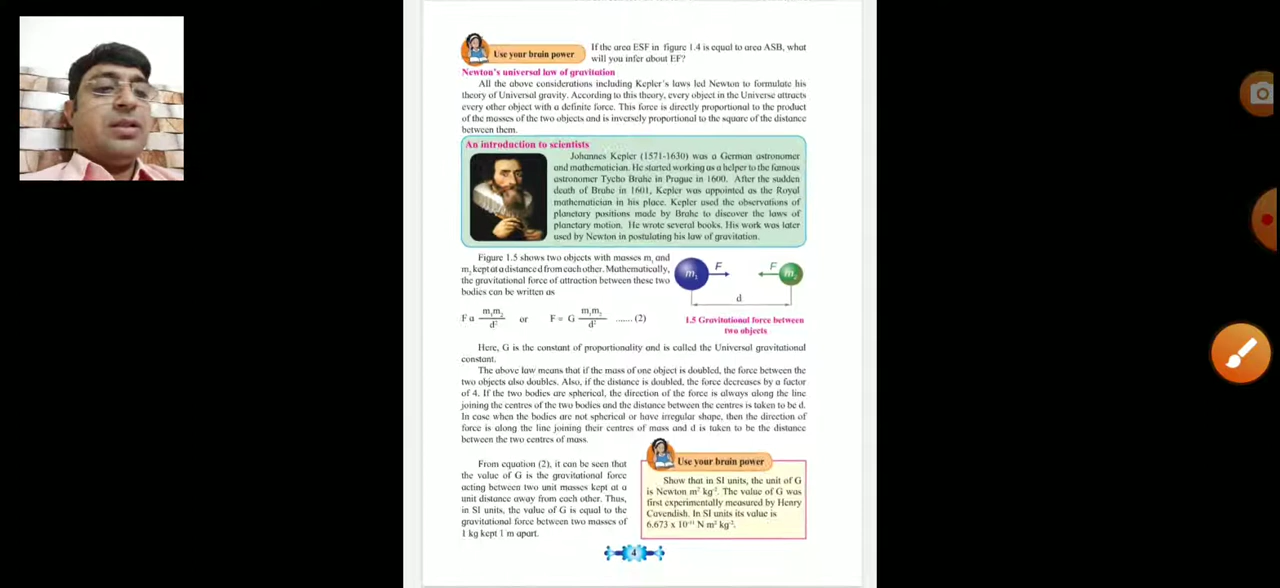 If the area ESF in figure 1.4 is equal to area ASB, what
Use your brain power
will you infer about EF?
Newton's universal law of gravitation
All the above considerations including Kepler's laws led Newton to formulate his
theory of Universal gravity. According to this theory, every object in the Universe attracts
every other object with a definite force. This force is directly proportional to the product
of the masses of the two objects and is inversely proportional to the square of the distance
between them.
An introduction to scientists
Johannes Kepler (1571-1630) was a German astronomer
and mathematician. He started working as a helper to the famous
astronomer Tycho Brahe in Prague in 1600. After the sudden
death of Brahe in 1601, Kepler was appointed as the Royal
mathematician in his place. Kepler used the observations of
planetary positions made by Brahe to discover the laws of
planetary motion. He wrote several books. His work was later
used by Newton in postulating his law of gravitation.
Figure 1.5 shows two objects with masses m₁ and
m₂ kept at a distance d from each other. Mathematically,
the gravitational force of attraction between these two
bodies can be written as
F F
m₁ m₂
d
F α m₁m₂/d² or F = G m₁m₂/d² ....... (2)
1.5 Gravitational force between
two objects
Here, G is the constant of proportionality and is called the Universal gravitational
constant.
The above law means that if the mass of one object is doubled, the force between the
two objects also doubles. Also, if the distance is doubled, the force decreases by a factor
of 4. If the two bodies are spherical, the direction of the force is always along the line
joining the centres of the two bodies and the distance between the centres is taken to be d.
In case when the bodies are not spherical or have irregular shape, then the direction of
force is along the line joining their centres of mass and d is taken to be the distance
between the two centres of mass.
From equation (2), it can be seen that
the value of G is the gravitational force
acting between two unit masses kept at a
unit distance away from each other. Thus,
in SI units, the value of G is equal to the
gravitational force between two masses of
1 kg kept 1 m apart.
Use your brain power
Show that in SI units, the unit of G
is Newton m² kg⁻². The value of G was
first experimentally measured by Henry
Cavendish. In SI units its value is
6.673 x 10⁻¹¹ N m² kg⁻².
4